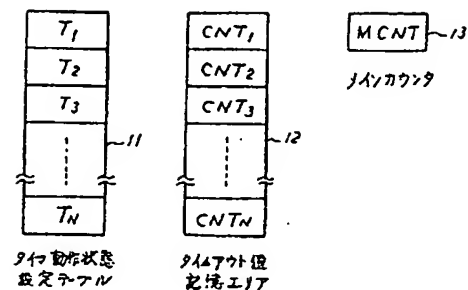 T1
T2
T3
TN
11
タイマ動作状態
設定テーブル
CNT1
CNT2
CNT3
CNTN
12
タイムアウト値
記憶エリア
MCNT
13
メインカウンタ